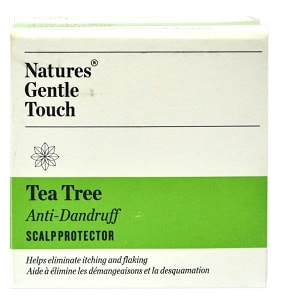 Natures®
Gentle
Touch
Tea Tree
Anti-Dandruff
SCALP PROTECTOR
Helps eliminate itching and flaking
Aide à élimine les démangeaisons et la desquamation